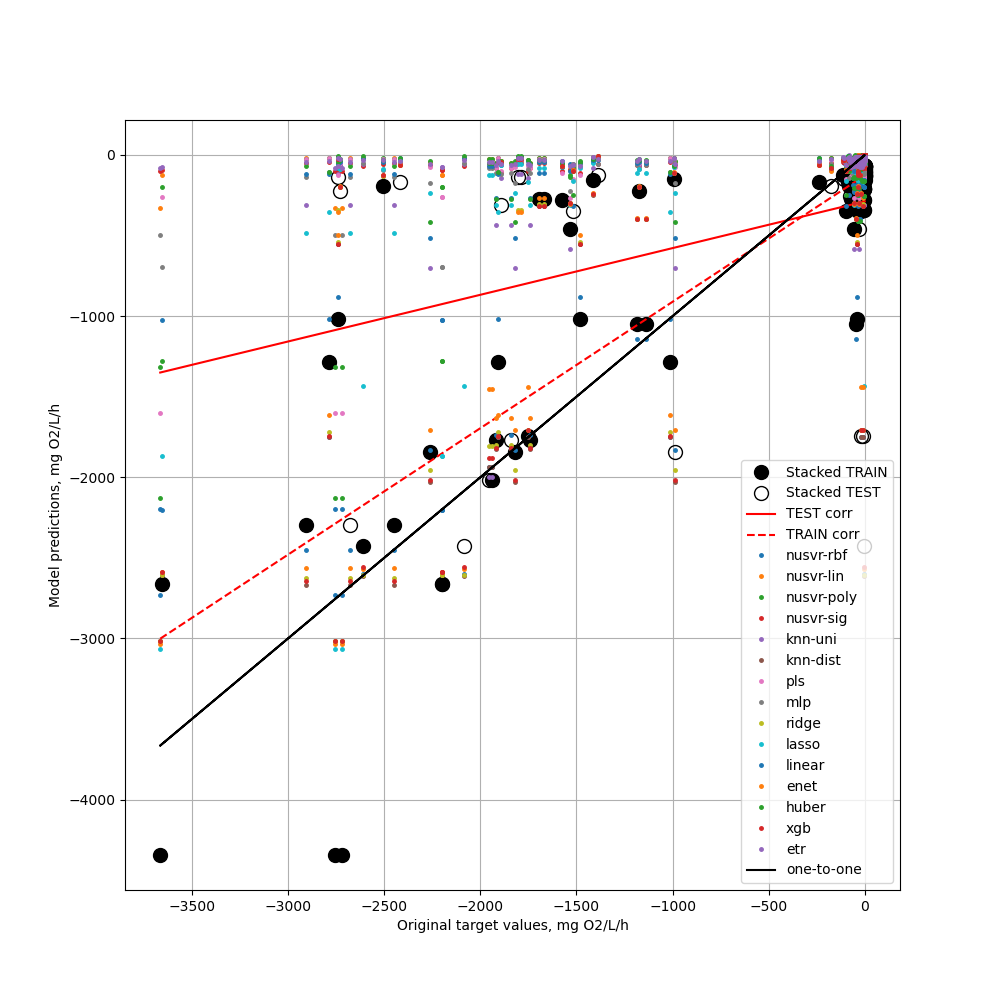 0
−1000
−2000
−3000
−4000
Model predictions, mg O2/L/h
−3500
−3000
−2500
−2000
−1500
−1000
−500
0
Original target values, mg O2/L/h
Stacked TRAIN
Stacked TEST
TEST corr
TRAIN corr
nusvr-rbf
nusvr-lin
nusvr-poly
nusvr-sig
knn-uni
knn-dist
pls
mlp
ridge
lasso
linear
enet
huber
xgb
etr
one-to-one